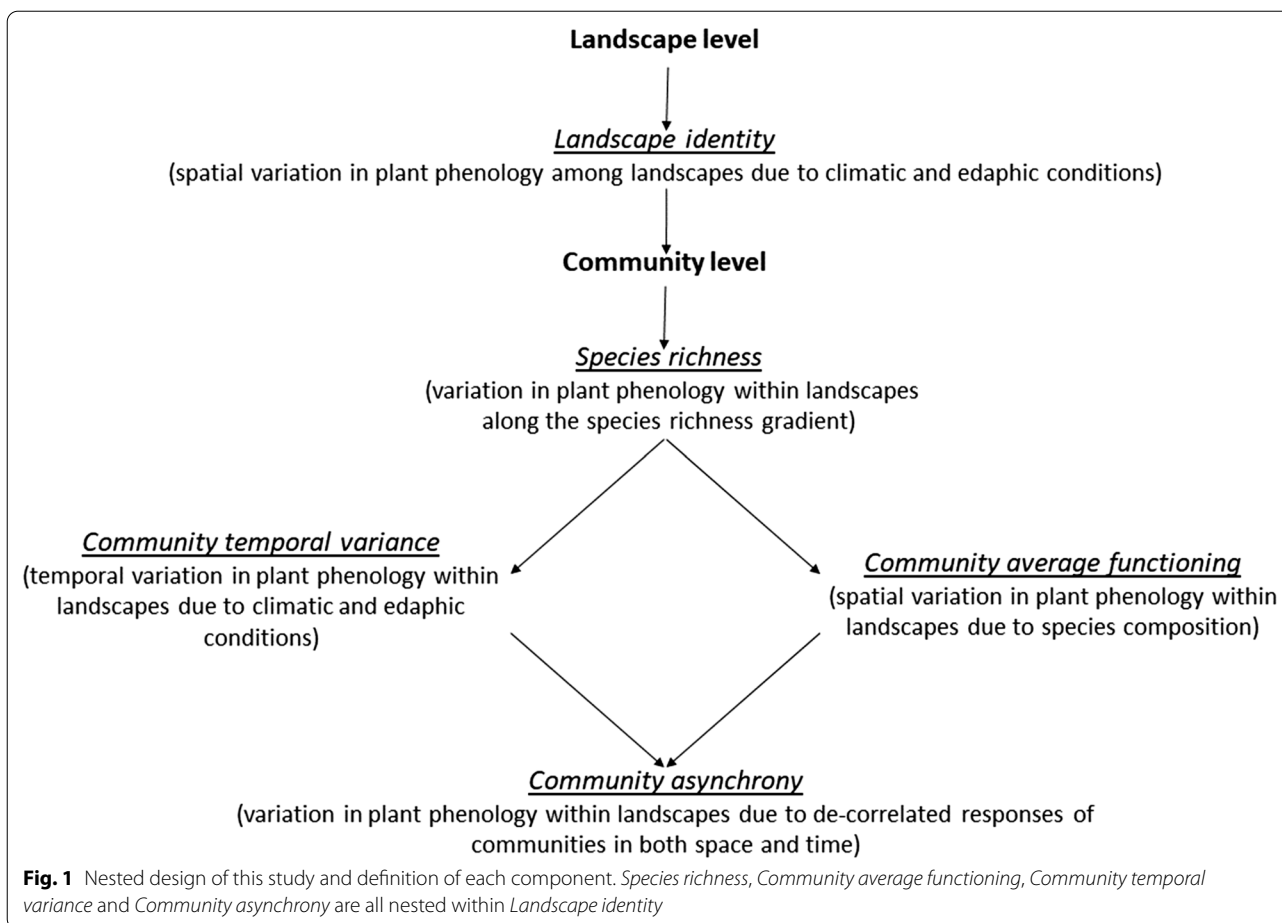 Landscape level
Landscape identity
(spatial variation in plant phenology among landscapes due to climatic and edaphic conditions)
Community level
Species richness
(variation in plant phenology within landscapes
along the species richness gradient)
Community temporal variance
(temporal variation in plant phenology within
landscapes due to climatic and edaphic
conditions)
Community average functioning
(spatial variation in plant phenology within
landscapes due to species composition)
Community asynchrony
(variation in plant phenology within landscapes due to de-correlated responses of
communities in both space and time)
Fig. 1 Nested design of this study and definition of each component. Species richness, Community average functioning, Community temporal
variance and Community asynchrony are all nested within Landscape identity